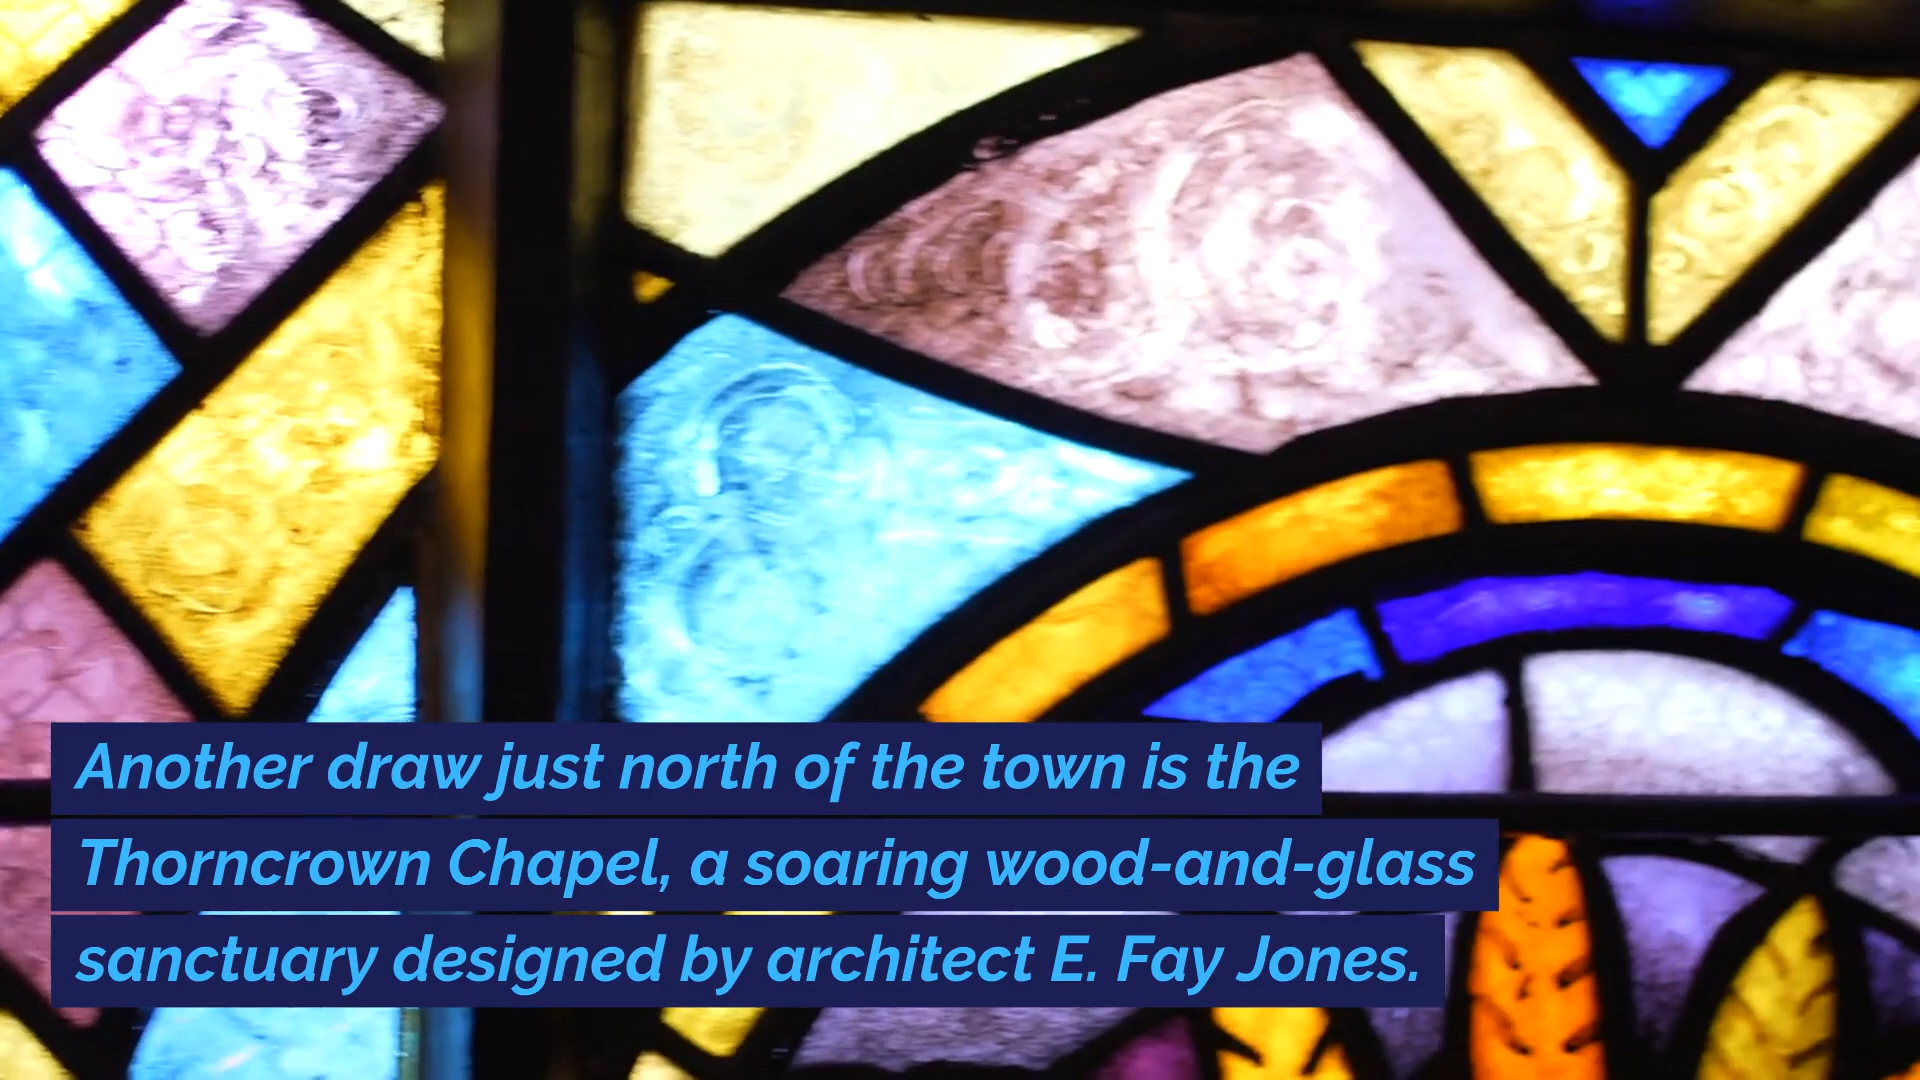 Another draw just north of the town is the
Thorncrown Chapel, a soaring wood-and-glass
sanctuary designed by architect E. Fay Jones.